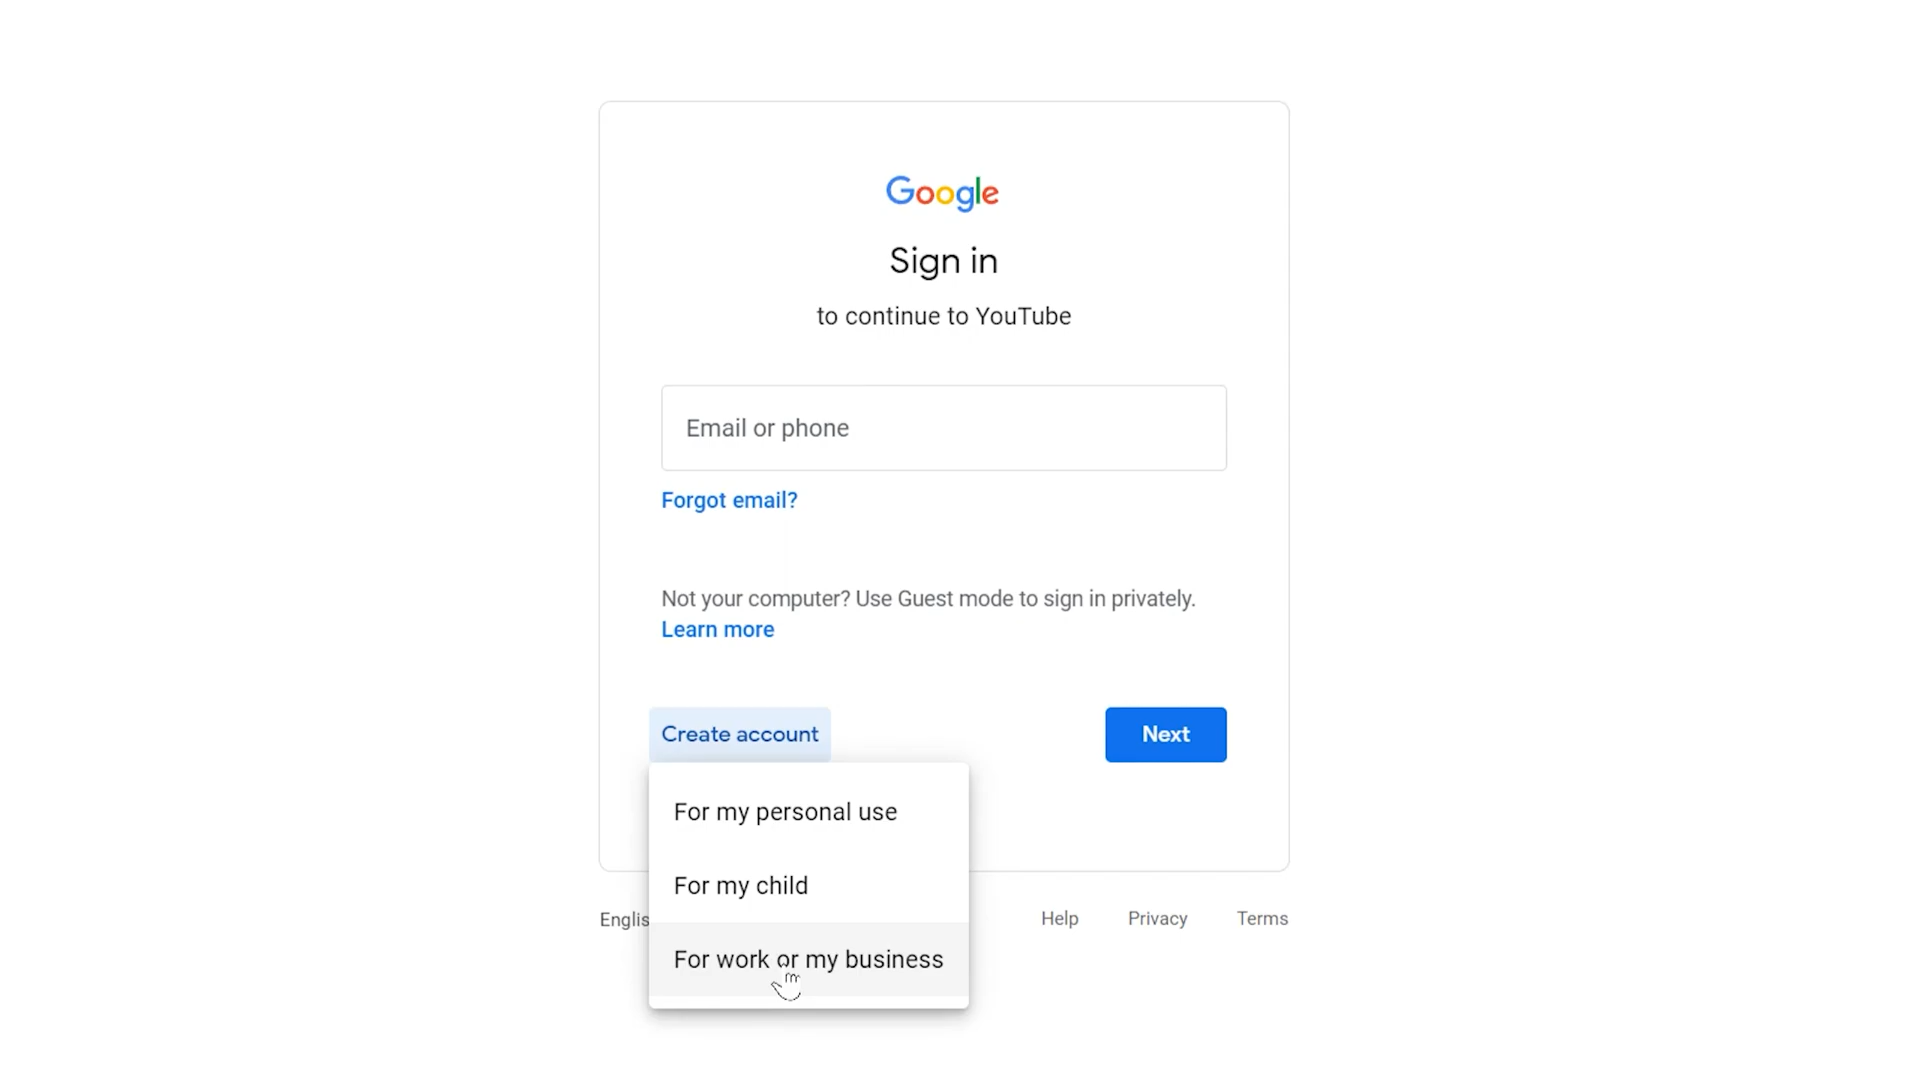 Google
Sign in
to continue to YouTube
Email or phone
Forgot email?
Not your computer? Use Guest mode to sign in privately.
Learn more
Create account
Next
For my personal use
For my child
For work or my business
Englis
Help
Privacy
Terms